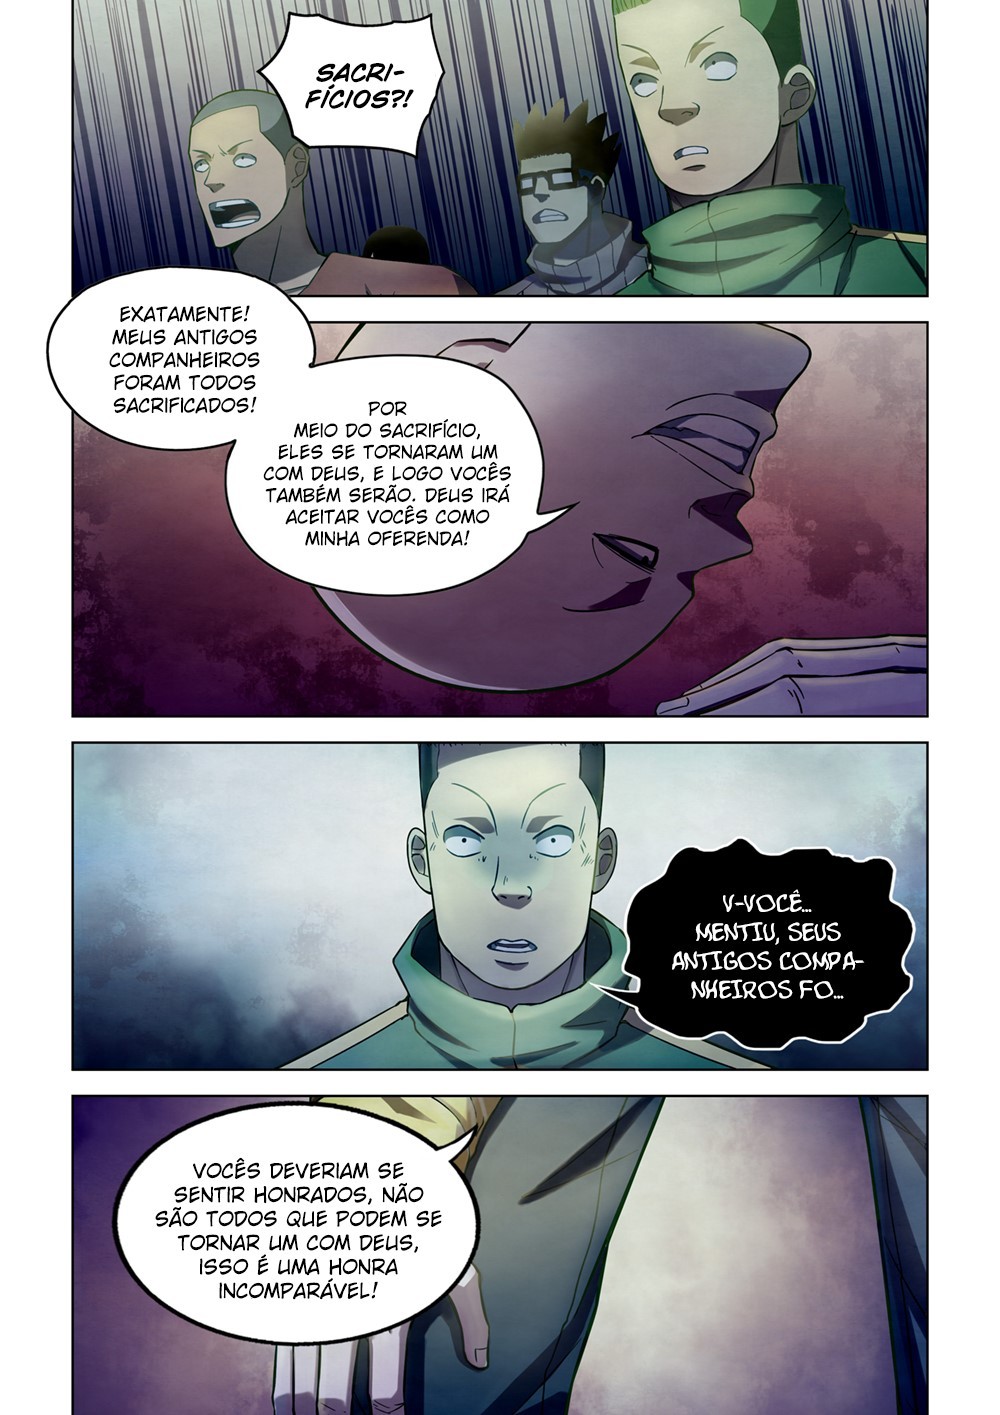 SACRI-
FÍCIOS?!
EXATAMENTE!
MEUS ANTIGOS
COMPANHEIROS
FORAM TODOS
SACRIFICADOS!
POR
MEIO DO SACRIFÍCIO,
ELES SE TORNARAM UM
COM DEUS, E LOGO VOCÊS
TAMBÉM SERÃO. DEUS IRÁ
ACEITAR VOCÊS COMO
MINHA OFERENDA!
V-VOCÊ...
MENTIU, SEUS
ANTIGOS COMPA-
NHEIROS FO...
VOCÊS DEVERIAM SE
SENTIR HONRADOS, NÃO
SÃO TODOS QUE PODEM SE
TORNAR UM COM DEUS,
ISSO É UMA HONRA
INCOMPARÁVEL!